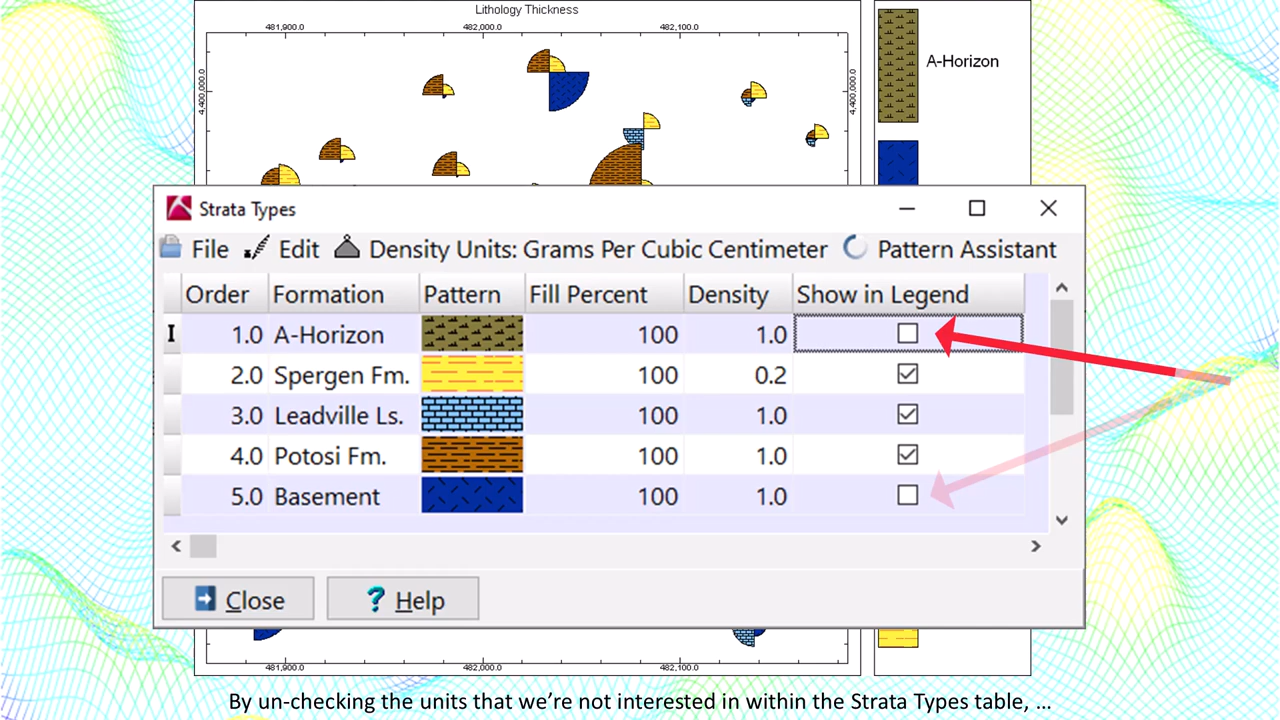 Lithology Thickness
481,900.0 482,000.0 482,100.0
4,400,000.0 4,400,000.0
A-Horizon
Strata Types
File Edit Density Units: Grams Per Cubic Centimeter Pattern Assistant
Order Formation Pattern Fill Percent Density Show in Legend
1.0 A-Horizon 100 1.0
2.0 Spergen Fm. 100 0.2
3.0 Leadville Ls. 100 1.0
4.0 Potosi Fm. 100 1.0
5.0 Basement 100 1.0
Close ? Help
481,900.0 482,000.0 482,100.0
By un-checking the units that we’re not interested in within the Strata Types table, …